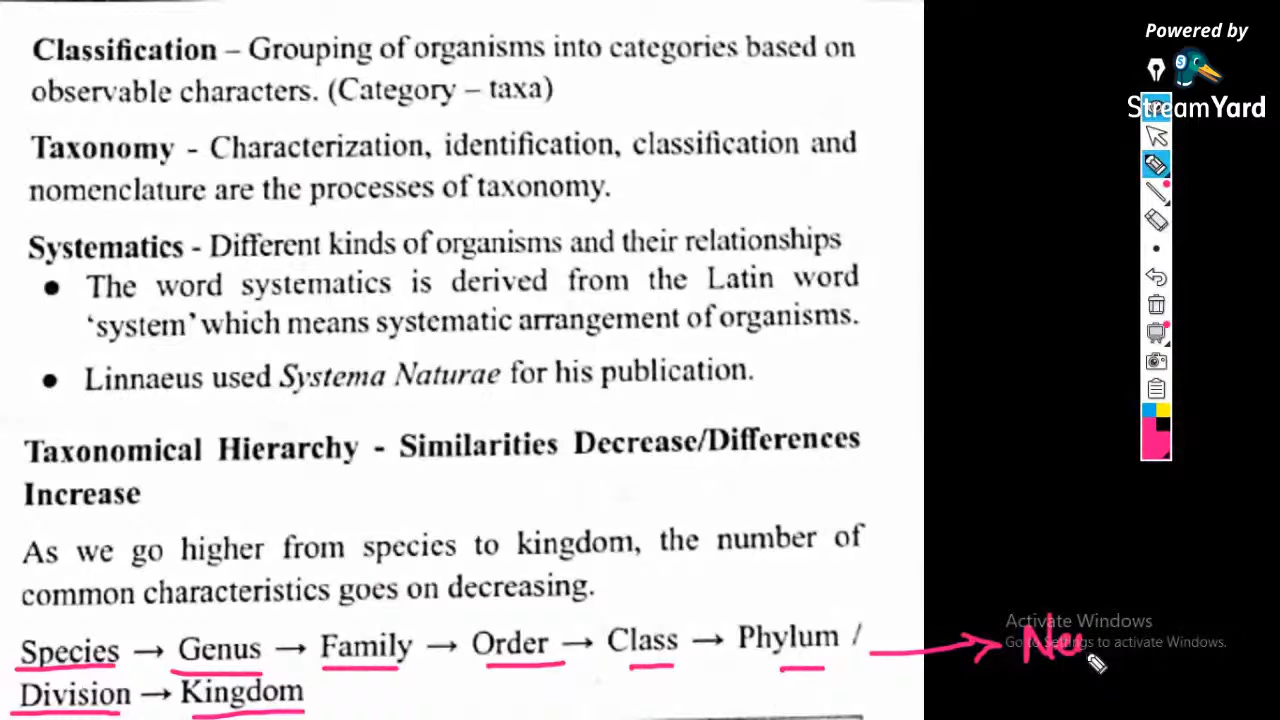 Powered by
StreamYard
Classification – Grouping of organisms into categories based on
observable characters. (Category – taxa)
Taxonomy - Characterization, identification, classification and
nomenclature are the processes of taxonomy.
Systematics - Different kinds of organisms and their relationships
● The word systematics is derived from the Latin word
'system' which means systematic arrangement of organisms.
● Linnaeus used Systema Naturae for his publication.
Taxonomical Hierarchy - Similarities Decrease/Differences
Increase
As we go higher from species to kingdom, the number of
common characteristics goes on decreasing.
Species → Genus → Family → Order → Class → Phylum /
Division → Kingdom
Activate Windows
Go to Settings to activate Windows.